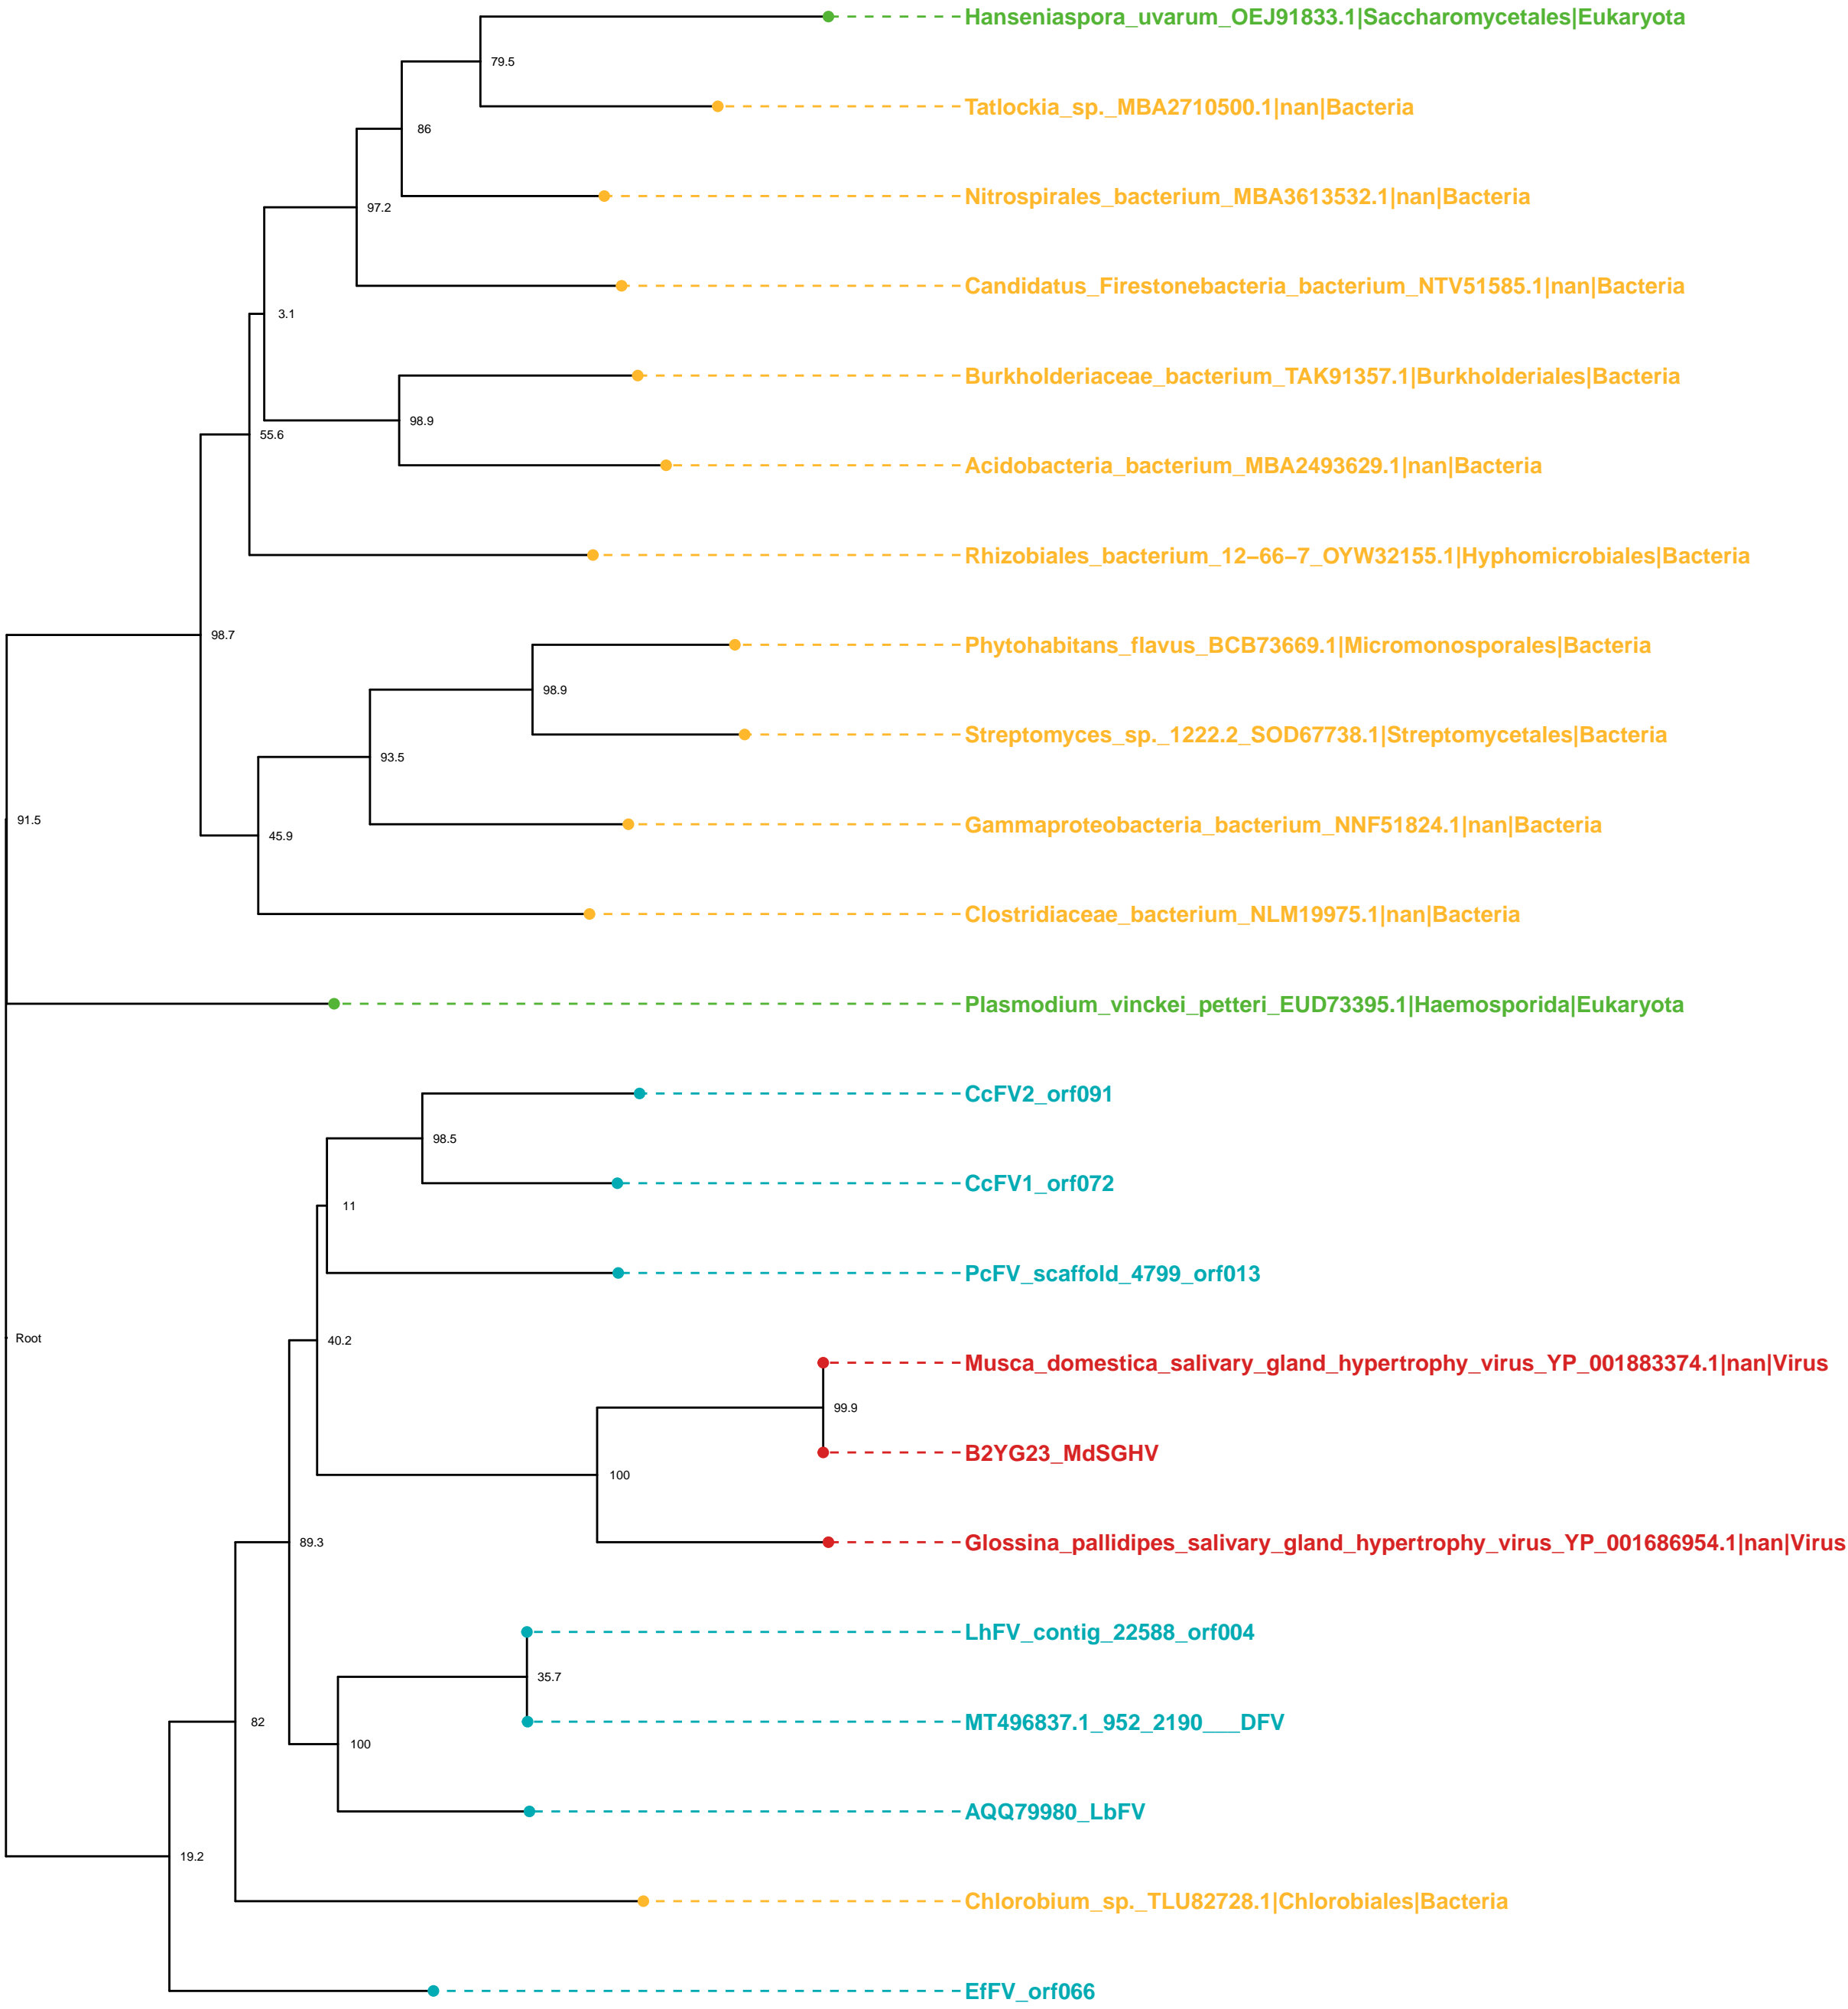 Hanseniaspora_uvarum_OEJ91833.1|Saccharomycetales|Eukaryota
79.5
Tatlockia_sp._MBA2710500.1|nan|Bacteria
86
Nitrospirales_bacterium_MBA3613532.1|nan|Bacteria
97.2
Candidatus_Firestonebacteria_bacterium_NTV51585.1|nan|Bacteria
3.1
Burkholderiaceae_bacterium_TAK91357.1|Burkholderiales|Bacteria
98.9
55.6
Acidobacteria_bacterium_MBA2493629.1|nan|Bacteria
Rhizobiales_bacterium_12−66−7_OYW32155.1|Hyphomicrobiales|Bacteria
98.7
Phytohabitans_flavus_BCB73669.1|Micromonosporales|Bacteria
98.9
Streptomyces_sp._1222.2_SOD67738.1|Streptomycetales|Bacteria
93.5
91.5
Gammaproteobacteria_bacterium_NNF51824.1|nan|Bacteria
45.9
Clostridiaceae_bacterium_NLM19975.1|nan|Bacteria
Plasmodium_vinckei_petteri_EUD73395.1|Haemosporida|Eukaryota
CcFV2_orf091
98.5
CcFV1_orf072
11
PcFV_scaffold_4799_orf013
Root
40.2
Musca_domestica_salivary_gland_hypertrophy_virus_YP_001883374.1|nan|Virus
99.9
B2YG23_MdSGHV
100
89.3
Glossina_pallidipes_salivary_gland_hypertrophy_virus_YP_001686954.1|nan|Virus
LhFV_contig_22588_orf004
35.7
82
MT496837.1_952_2190___DFV
100
AQQ79980_LbFV
19.2
Chlorobium_sp._TLU82728.1|Chlorobiales|Bacteria
EfFV_orf066